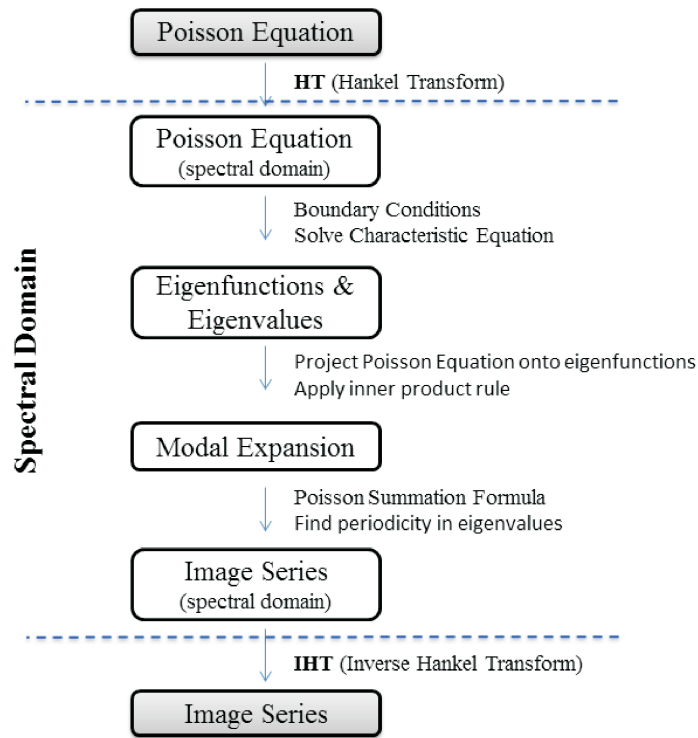 Poisson Equation
HT (Hankel Transform)
Poisson Equation
(spectral domain)
Boundary Conditions
Solve Characteristic Equation
Eigenfunctions &
Eigenvalues
Project Poisson Equation onto eigenfunctions
Apply inner product rule
Spectral Domain
Modal Expansion
Poisson Summation Formula
Find periodicity in eigenvalues
Image Series
(spectral domain)
IHT (Inverse Hankel Transform)
Image Series